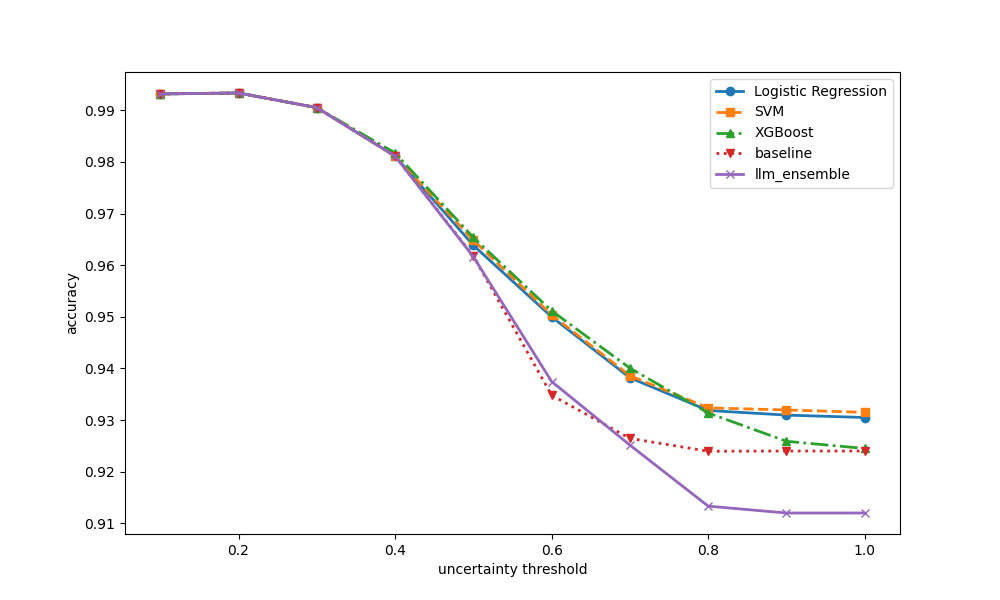 Logistic Regression
SVM
XGBoost
baseline
llm_ensemble
0.99
0.98
0.97
0.96
0.95
0.94
0.93
0.92
0.91
accuracy
0.2 0.4 0.6 0.8 1.0
uncertainty threshold